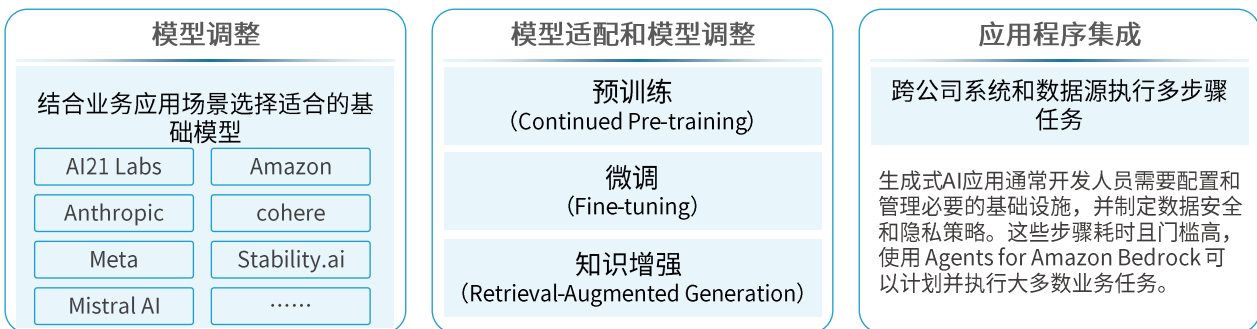 模型调整
结合业务应用场景选择适合的基
础模型
AI21 Labs
Amazon
Anthropic
cohere
Meta
Stability.ai
Mistral AI
……
模型适配和模型调整
预训练
（Continued Pre-training）
微调
（Fine-tuning）
知识增强
（Retrieval-Augmented Generation）
应用程序集成
跨公司系统和数据源执行多步骤
任务
生成式AI应用通常开发人员需要配置和
管理必要的基础设施，并制定数据安全
和隐私策略。这些步骤耗时且门槛高，
使用 Agents for Amazon Bedrock 可
以计划并执行大多数业务任务。